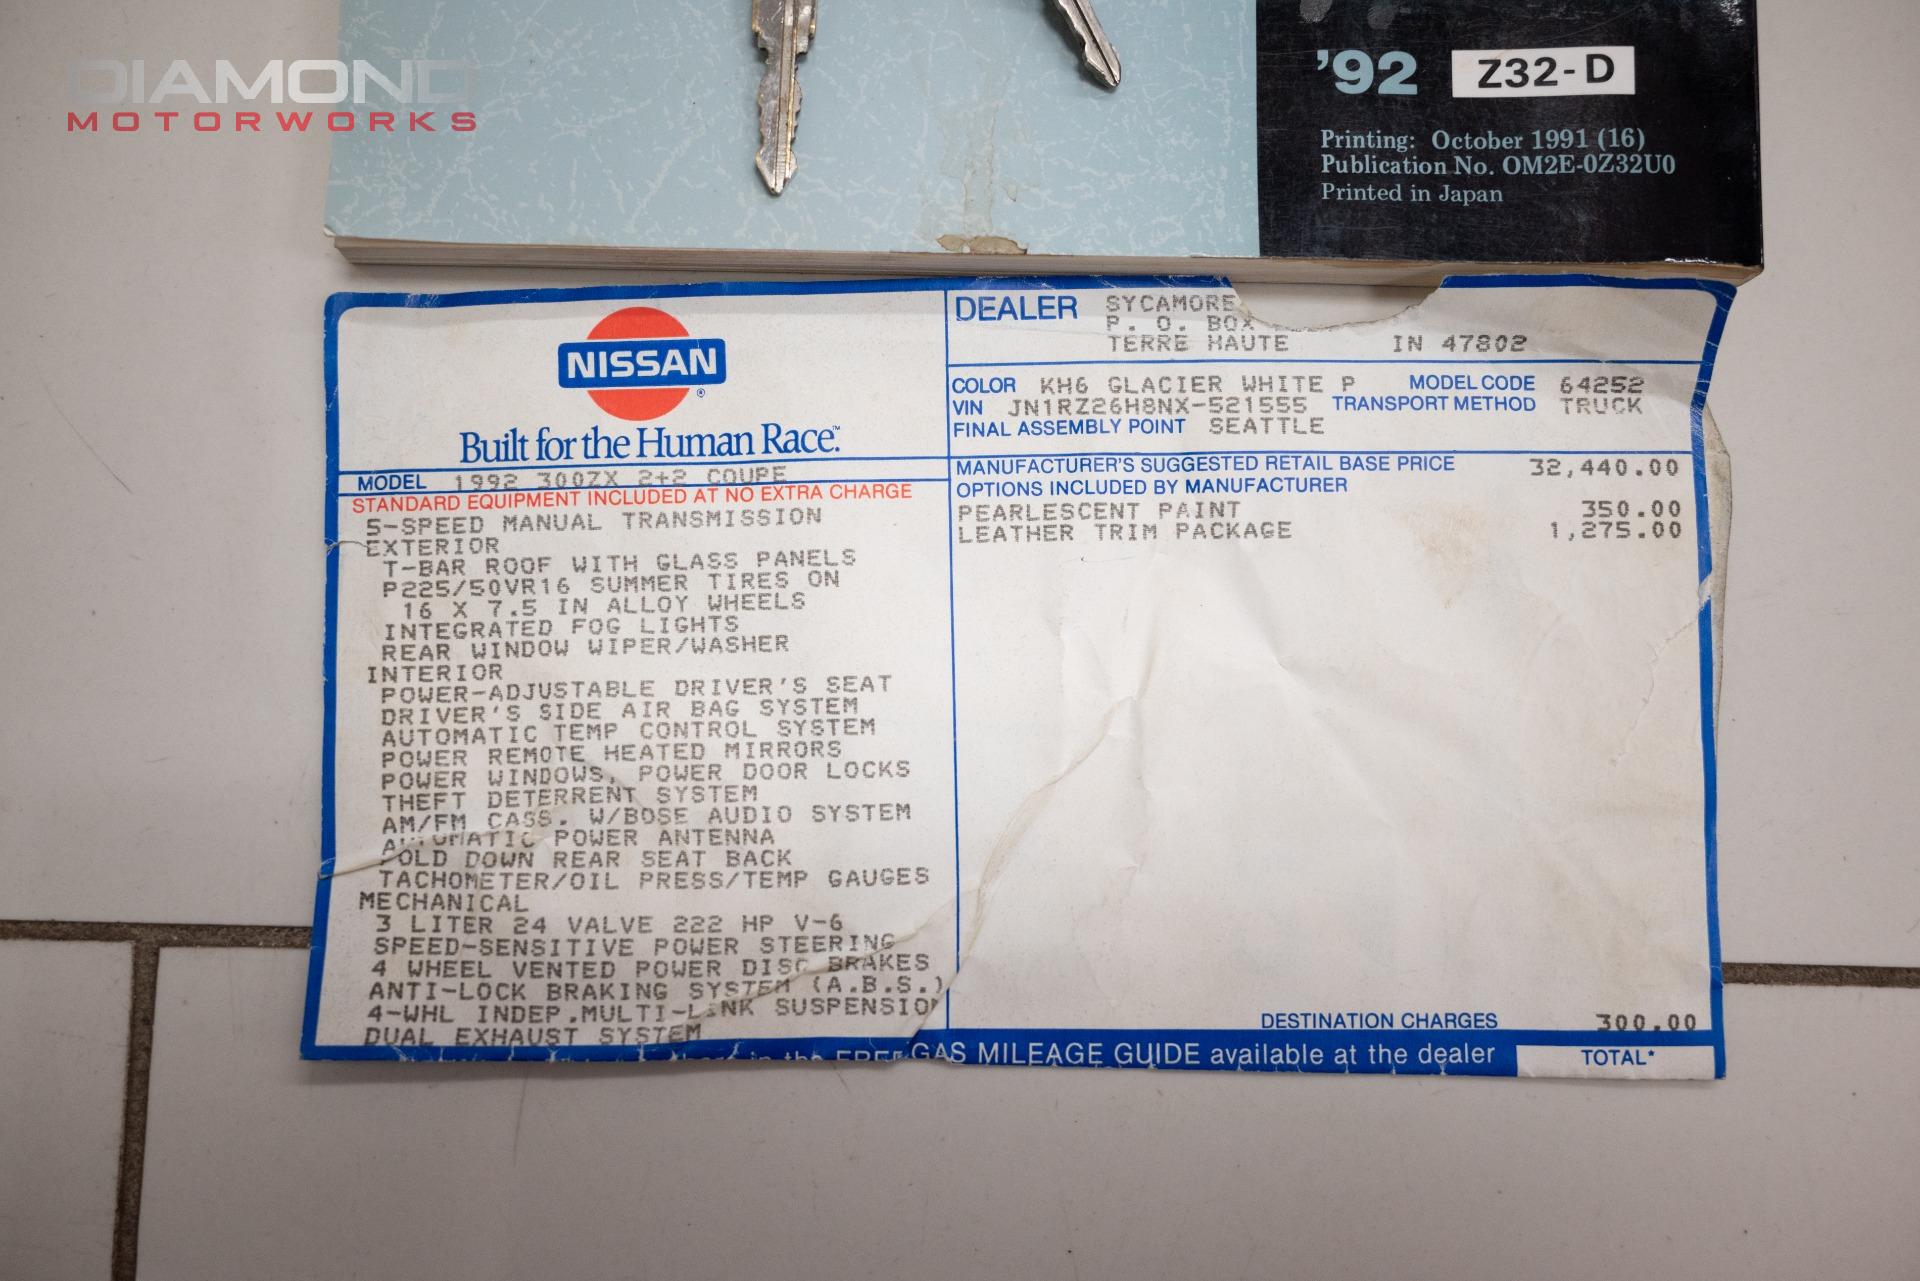 DIAMOND
MOTORWORKS
'92 Z32-D
Printing: October 1991 (16)
Publication No. OM2E-0Z32U0
Printed in Japan
NISSAN
®
Built for the Human Race.™
MODEL 1992 300ZX 2+2 COUPE
STANDARD EQUIPMENT INCLUDED AT NO EXTRA CHARGE
5-SPEED MANUAL TRANSMISSION
EXTERIOR
T-BAR ROOF WITH GLASS PANELS
P225/50VR16 SUMMER TIRES ON
16 X 7.5 IN ALLOY WHEELS
INTEGRATED FOG LIGHTS
REAR WINDOW WIPER/WASHER
INTERIOR
POWER-ADJUSTABLE DRIVER'S SEAT
DRIVER'S SIDE AIR BAG SYSTEM
AUTOMATIC TEMP CONTROL SYSTEM
POWER REMOTE HEATED MIRRORS
POWER WINDOWS, POWER DOOR LOCKS
THEFT DETERRENT SYSTEM
AM/FM CASS. W/BOSE AUDIO SYSTEM
AUTOMATIC POWER ANTENNA
FOLD DOWN REAR SEAT BACK
TACHOMETER/OIL PRESS/TEMP GAUGES
MECHANICAL
3 LITER 24 VALVE 222 HP V-6
SPEED-SENSITIVE POWER STEERING
4 WHEEL VENTED POWER DISC BRAKES
ANTI-LOCK BRAKING SYSTEM (A.B.S.)
4-WHL INDEP.MULTI-LINK SUSPENSION
DUAL EXHAUST SYSTEM
DEALER SYCAMORE
P. O. BOX
TERRE HAUTE IN 47802
COLOR KH6 GLACIER WHITE P MODEL CODE 64252
VIN JN1RZ26H8NX-521555 TRANSPORT METHOD TRUCK
FINAL ASSEMBLY POINT SEATTLE
MANUFACTURER'S SUGGESTED RETAIL BASE PRICE 32,440.00
OPTIONS INCLUDED BY MANUFACTURER
PEARLESCENT PAINT 350.00
LEATHER TRIM PACKAGE 1,275.00
DESTINATION CHARGES 300.00
in the FREE GAS MILEAGE GUIDE available at the dealer TOTAL*